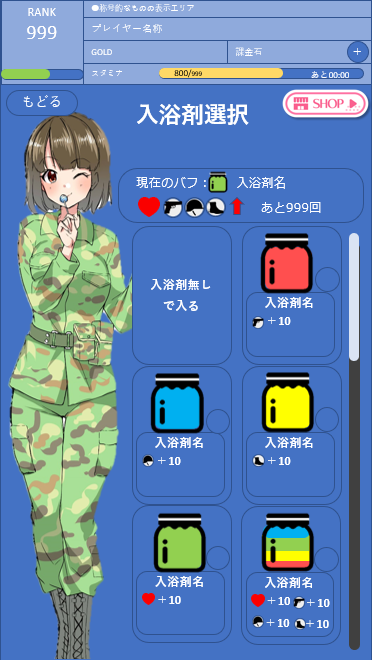 RANK
999
●称号的なものの表示エリア
プレイヤー名称
GOLD
課金石
+
スタミナ
800/999
あと00:00
もどる
入浴剤選択
SHOP
現在のバフ：
入浴剤名
あと999回
入浴剤無し
で入る
入浴剤名
＋10
入浴剤名
＋10
入浴剤名
＋10
入浴剤名
＋10
入浴剤名
＋10 ＋10
＋10 ＋10